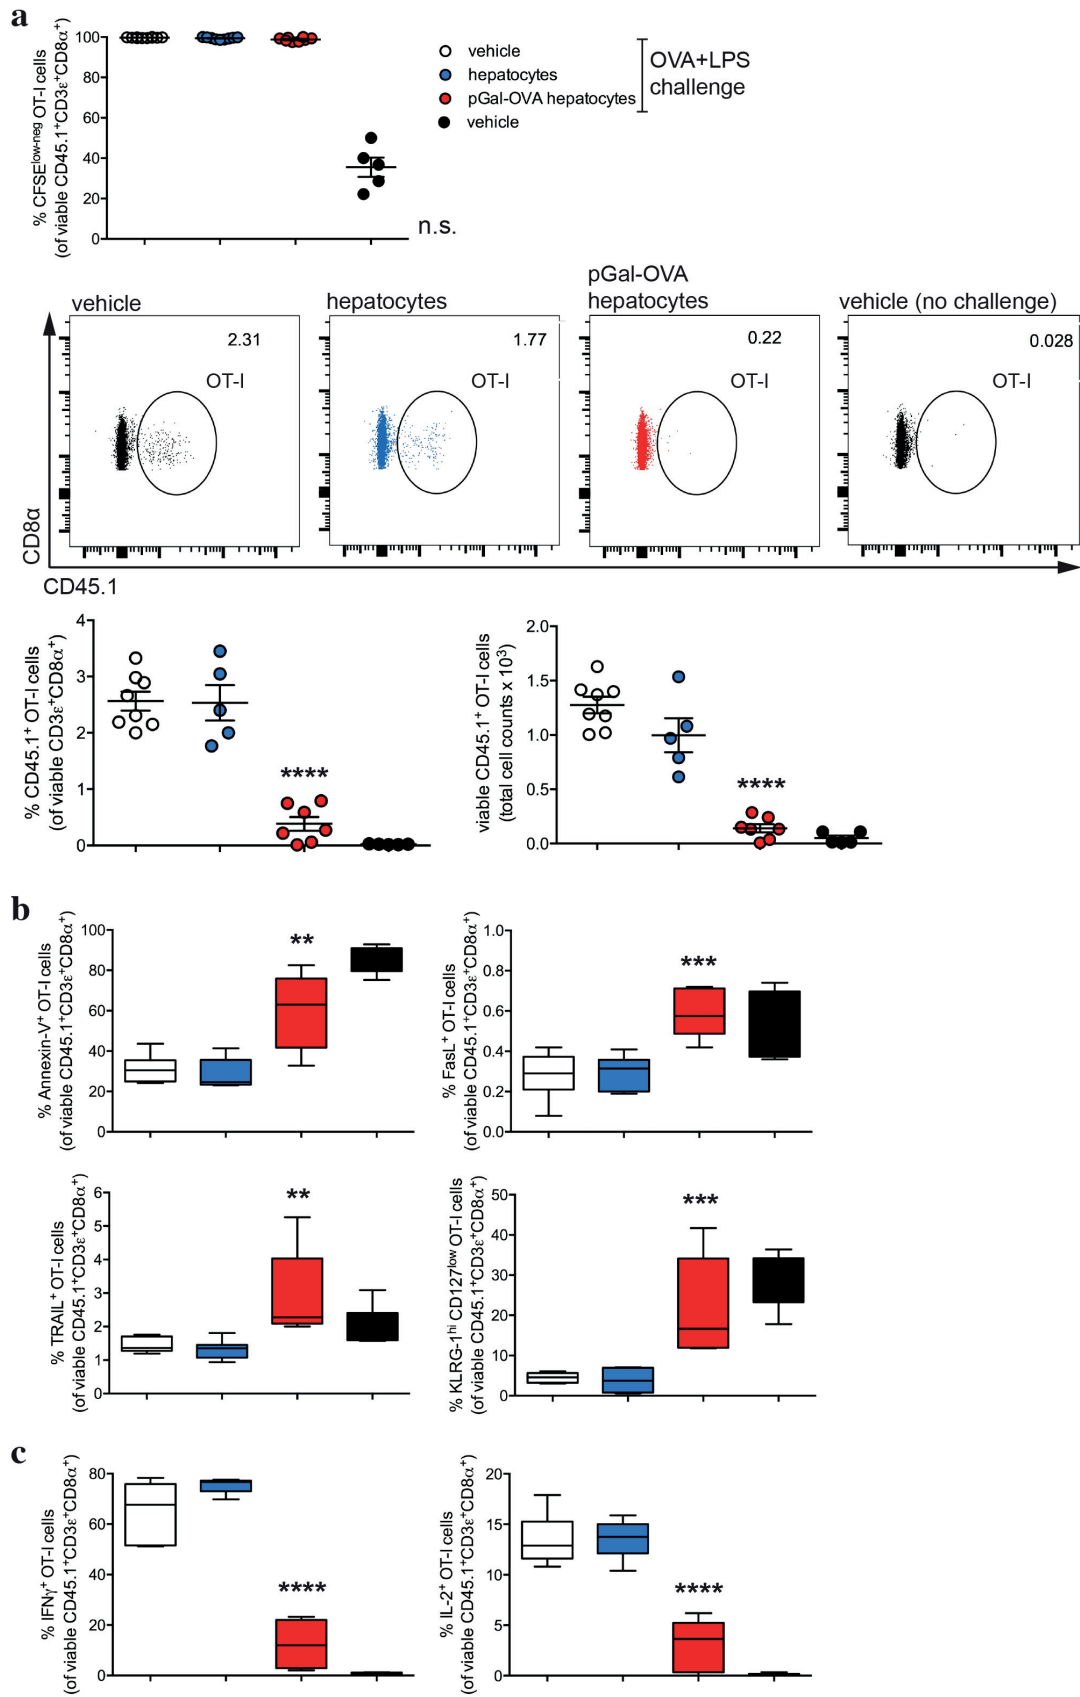 a
% CFSElow-neg OT-I cells
(of viable CD45.1+CD3ε+CD8α+)
100
80
60
40
20
0
vehicle
hepatocytes
pGal-OVA hepatocytes
vehicle
OVA+LPS
challenge
n.s.
vehicle
hepatocytes
pGal-OVA
hepatocytes
vehicle (no challenge)
2.31
OT-I
1.77
OT-I
0.22
OT-I
0.028
OT-I
CD8α
CD45.1
% CD45.1+ OT-I cells
(of viable CD3ε+CD8α+)
4
3
2
1
0
****
viable CD45.1+ OT-I cells
(total cell counts x 10³)
2.0
1.5
1.0
0.5
0.0
****
b
% Annexin-V+ OT-I cells
(of viable CD45.1+CD3ε+CD8α+)
100
80
60
40
20
0
**
% FasL+ OT-I cells
(of viable CD45.1+CD3ε+CD8α+)
1.0
0.8
0.6
0.4
0.2
0.0
***
% TRAIL+ OT-I cells
(of viable CD45.1+CD3ε+CD8α+)
6
5
4
3
2
1
0
**
% KLRG-1hi CD127low OT-I cells
(of viable CD45.1+CD3ε+CD8α+)
50
40
30
20
10
0
***
c
% IFNγ+ OT-I cells
(of viable CD45.1+CD3ε+CD8α+)
80
60
40
20
0
****
% IL-2+ OT-I cells
(of viable CD45.1+CD3ε+CD8α+)
20
15
10
5
0
****